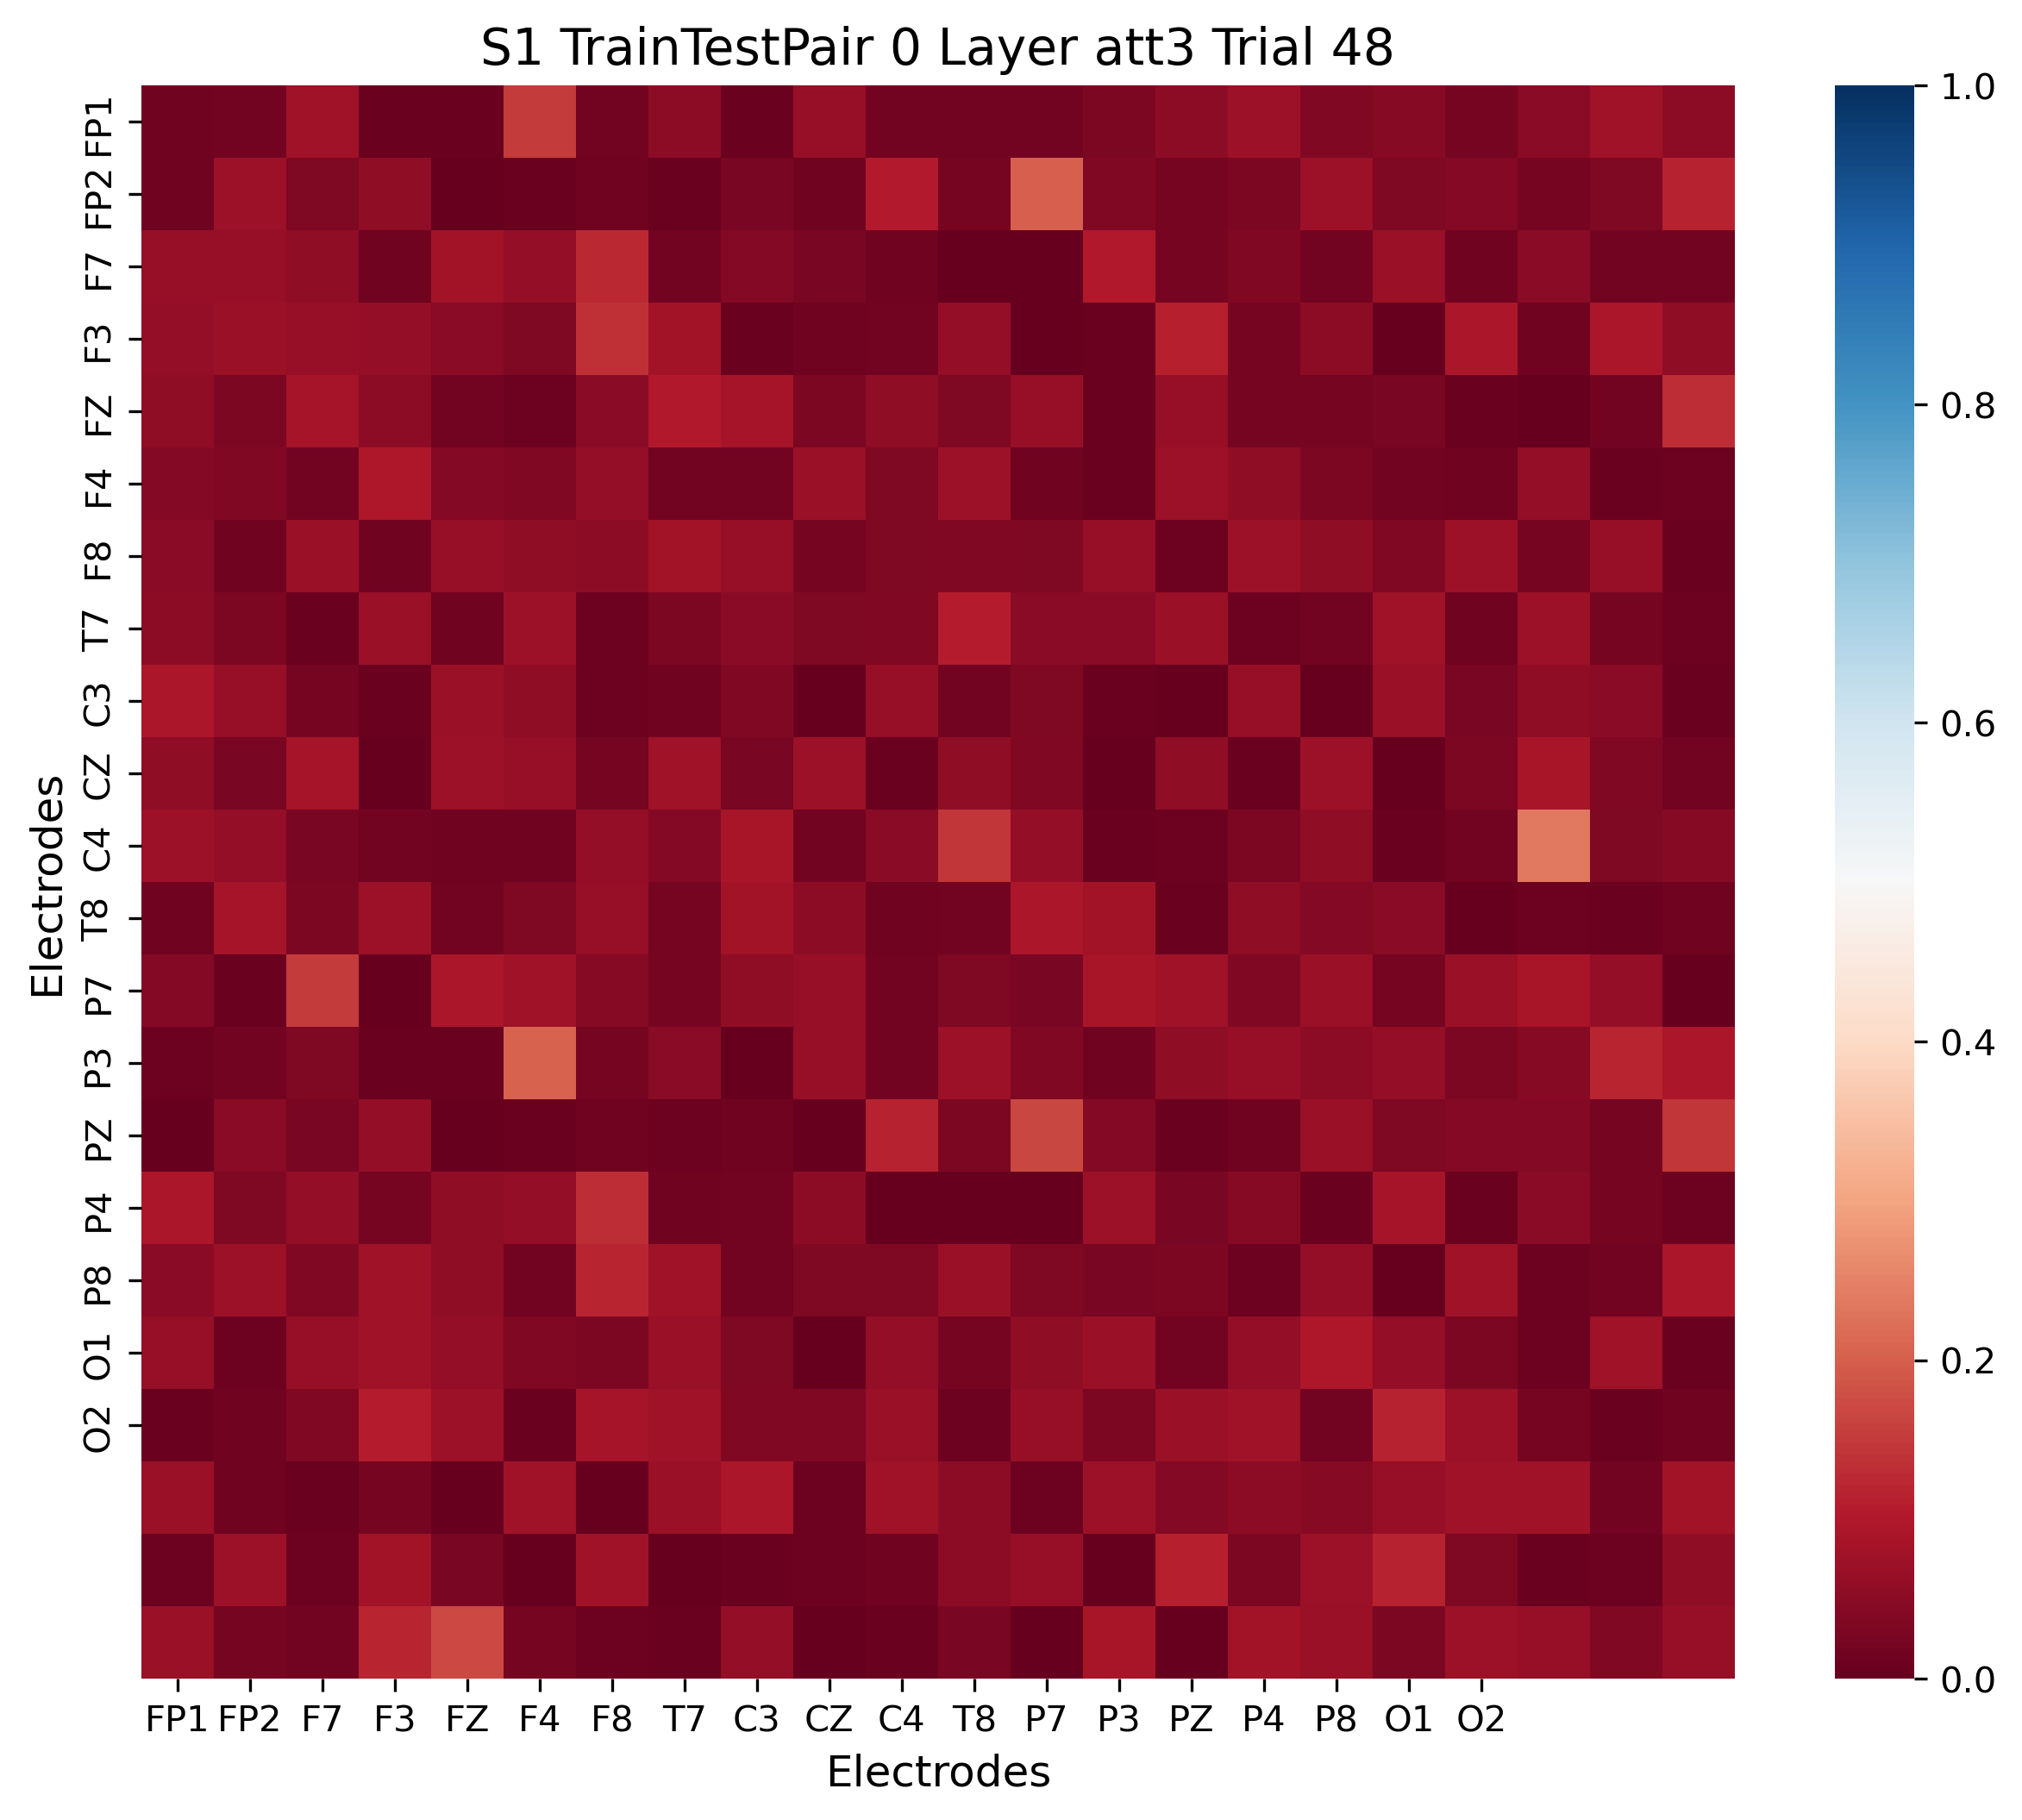 S1 TrainTestPair 0 Layer att3 Trial 48
Electrodes
FP1
FP2
F7
F3
FZ
F4
F8
T7
C3
CZ
C4
T8
P7
P3
PZ
P4
P8
O1
O2
FP1 FP2 F7 F3 FZ F4 F8 T7 C3 CZ C4 T8 P7 P3 PZ P4 P8 O1 O2
Electrodes
1.0
0.8
0.6
0.4
0.2
0.0